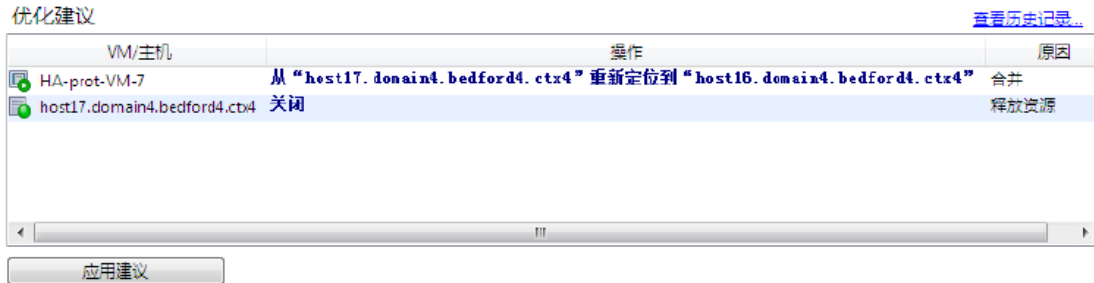 优化建议 查看历史记录...
VM/主机 操作 原因
HA-prot-VM-7 从“host17.domain4.bedford4.ctx4”重新定位到“host16.domain4.bedford4.ctx4” 合并
host17.domain4.bedford4.ctx4 关闭 释放资源
应用建议